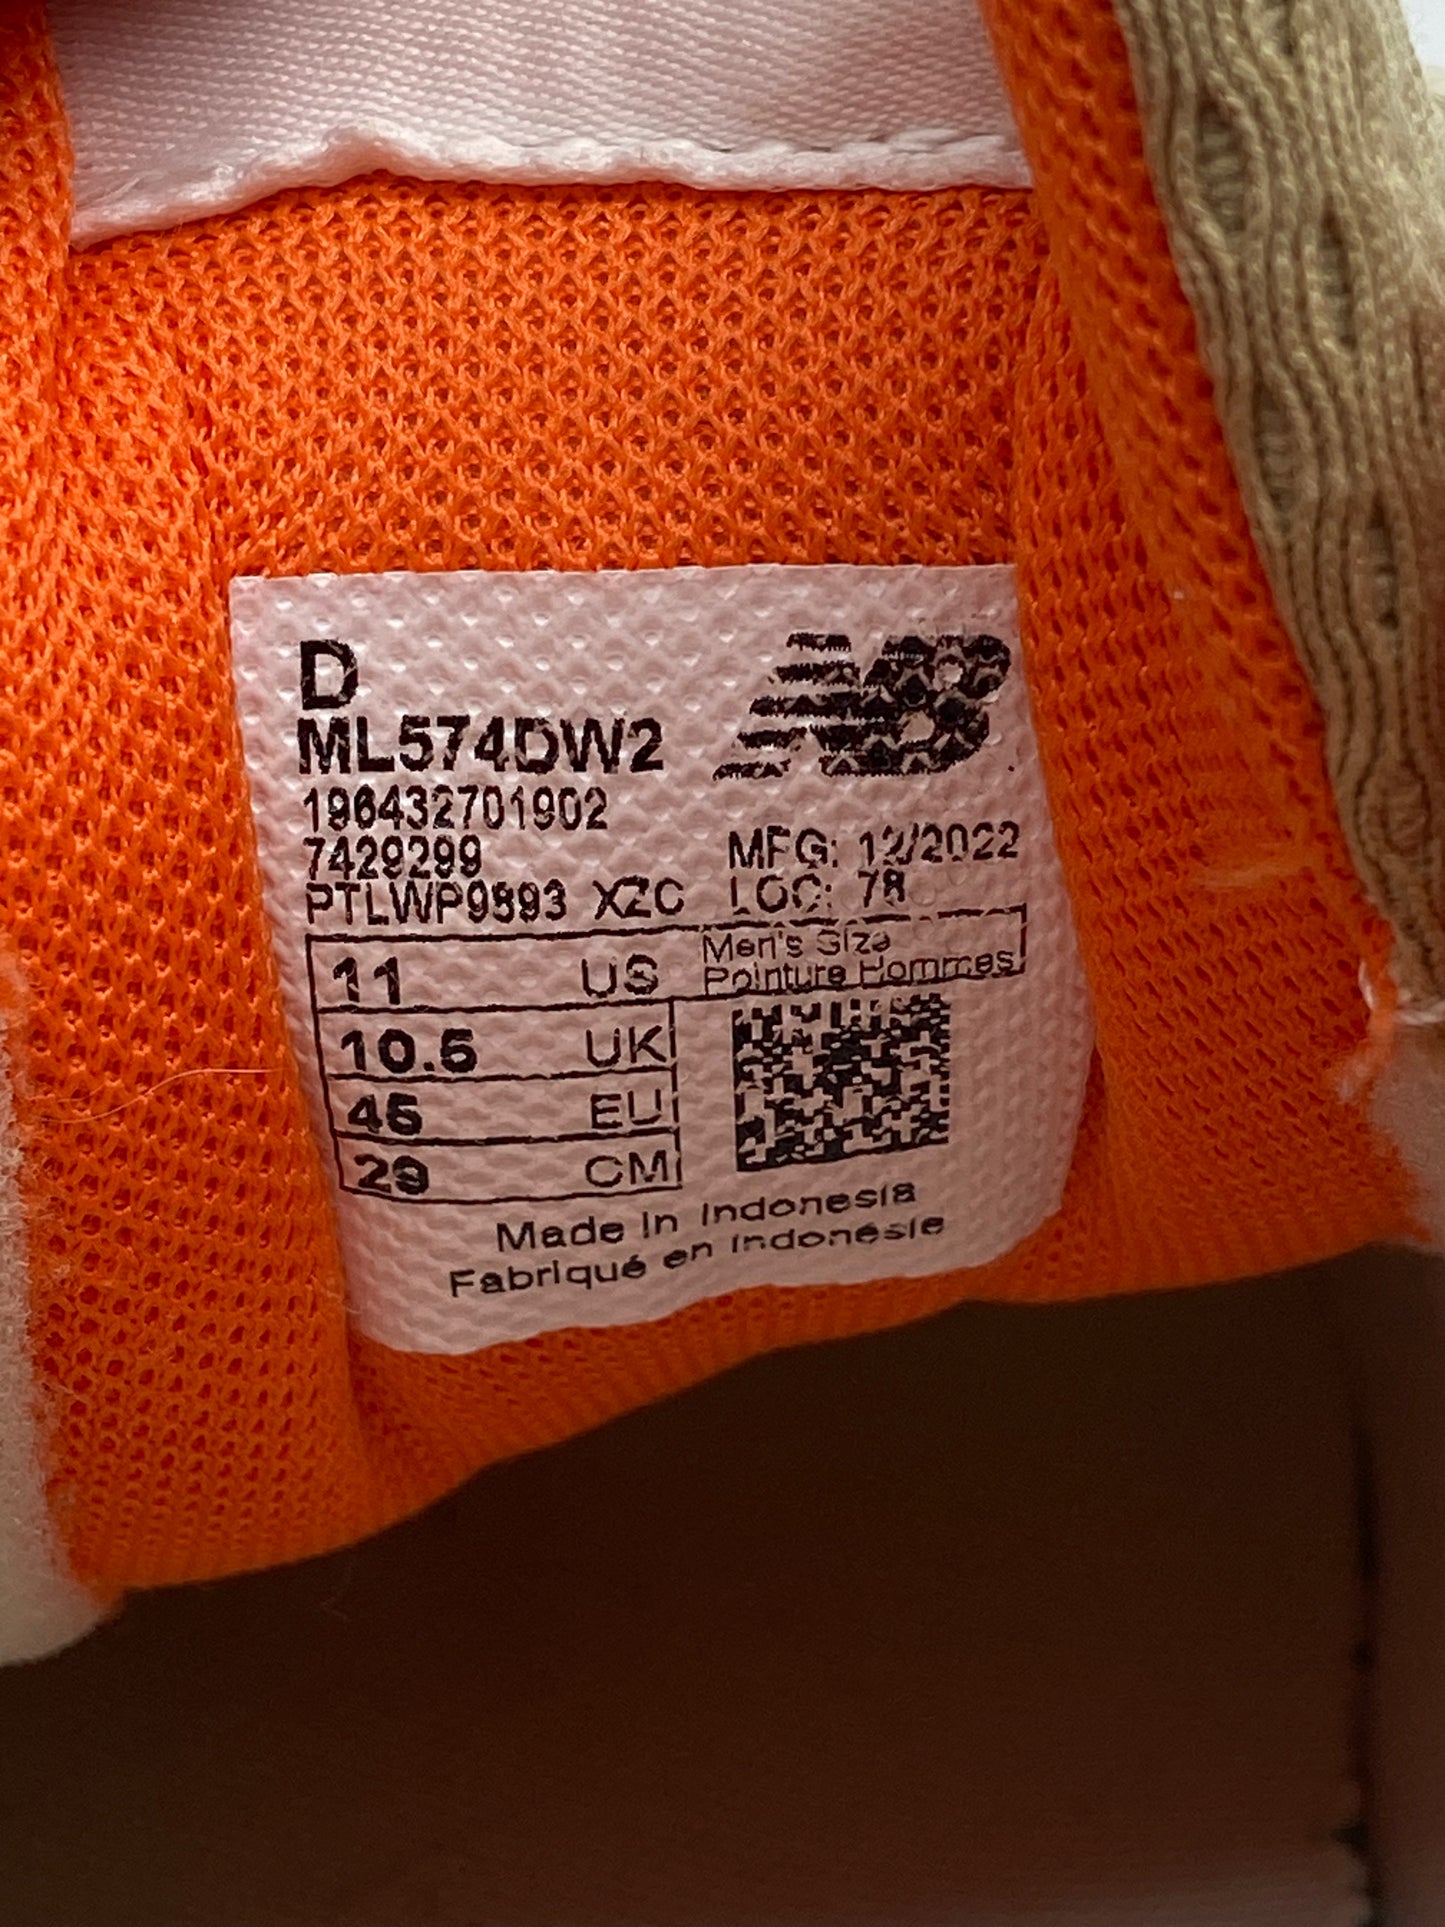 D
ML574DW2
196432701902
7429299
PTLWP9893 XZC
MFG: 12/2022
LOC: 78
11 US Men's Size
Pointure Hommes
10.5 UK
45 EU
29 CM
Made in Indonesia
Fabriqué en Indonésie